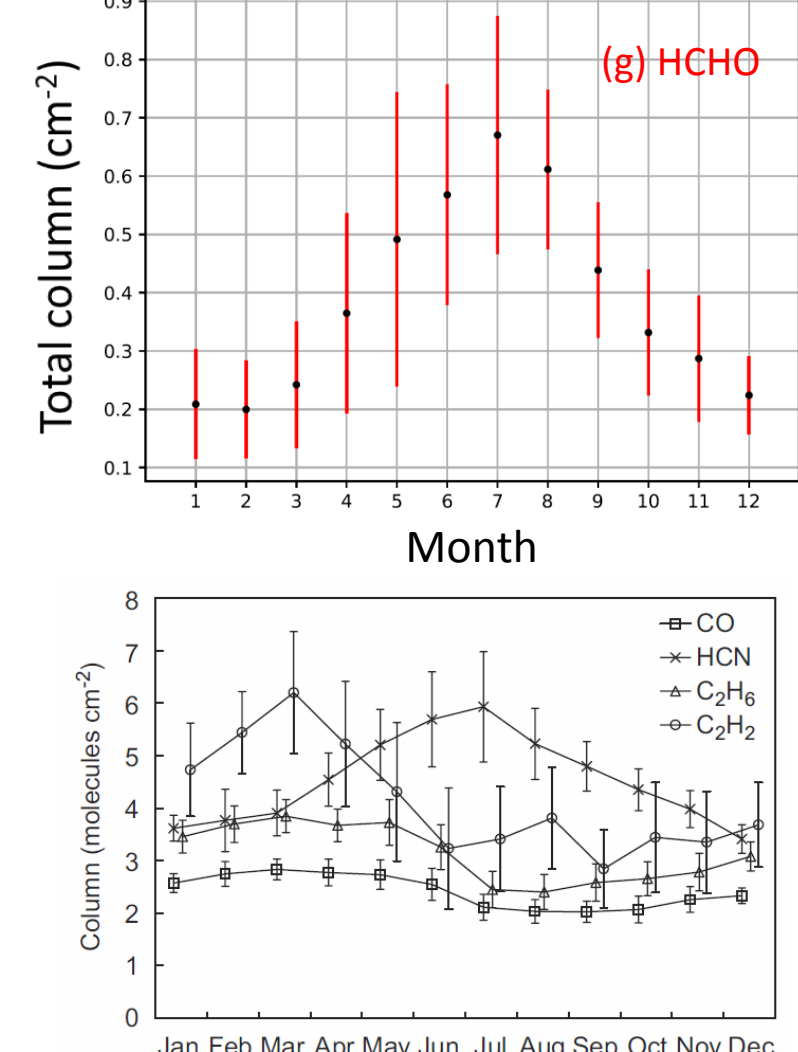 0.9
0.8
(g) HCHO
0.7
0.6
0.5
0.4
0.3
0.2
0.1
Total column (cm-2)
1 2 3 4 5 6 7 8 9 10 11 12
Month
8
7
6
5
4
3
2
1
0
Column (molecules cm-2)
CO
HCN
C2H6
C2H2
Jan Feb Mar Apr May Jun Jul Aug Sep Oct Nov Dec